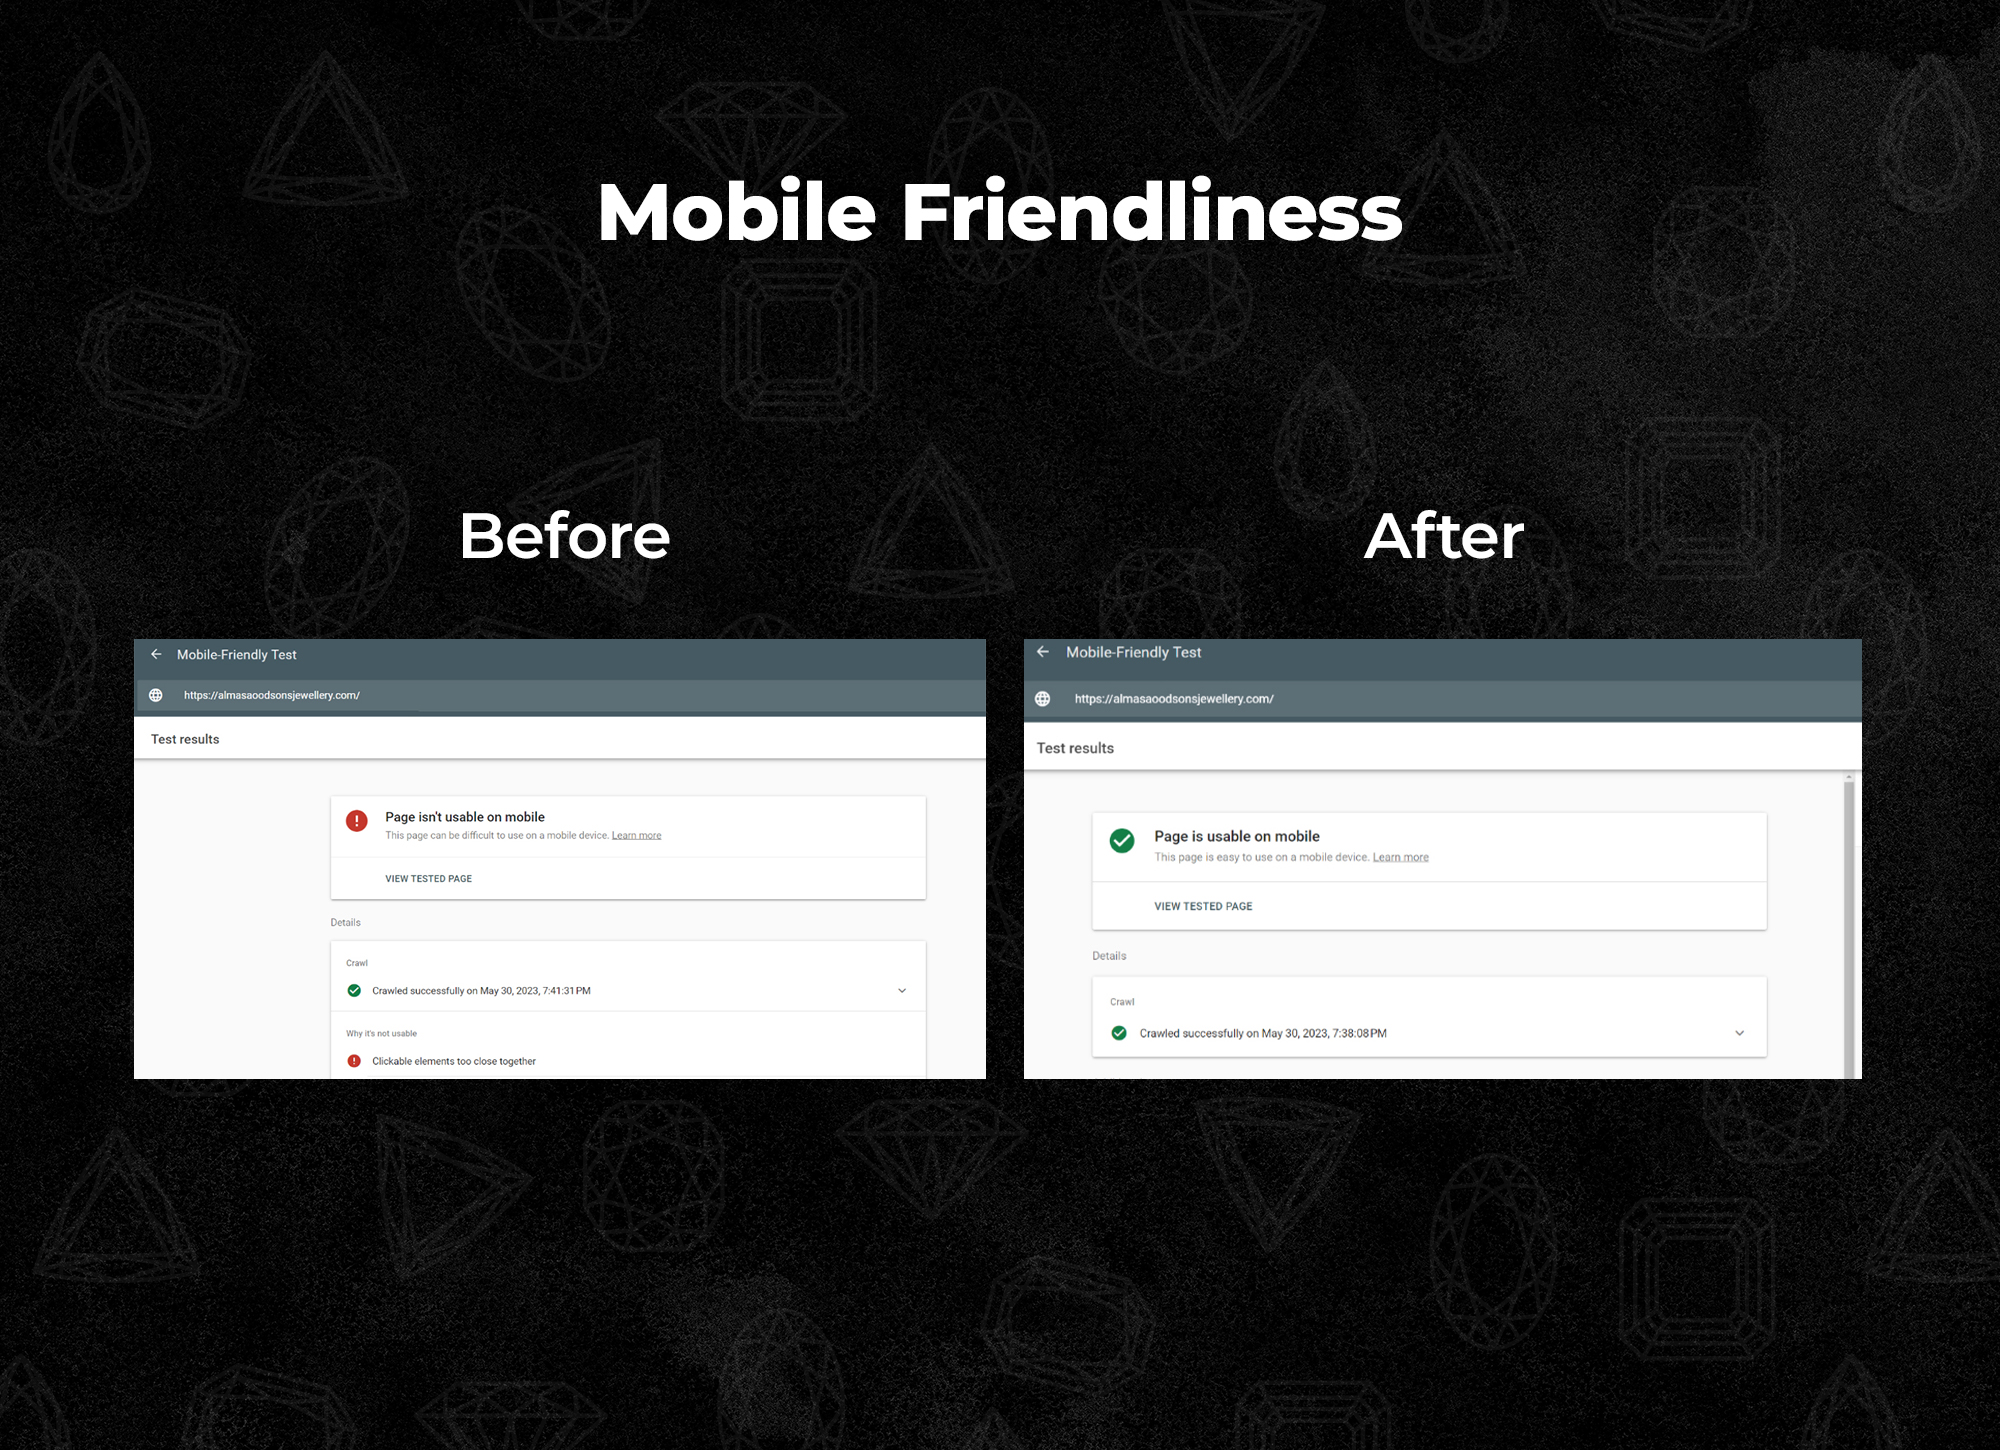 Mobile Friendliness
Before
Mobile-Friendly Test
https://almasaoodsonsjewellery.com/
Test results
Page isn't usable on mobile
This page can be difficult to use on a mobile device. Learn more
VIEW TESTED PAGE
Details
Crawl
Crawled successfully on May 30, 2023, 7:41:31 PM
Why it's not usable
Clickable elements too close together
After
Mobile-Friendly Test
https://almasaoodsonsjewellery.com/
Test results
Page is usable on mobile
This page is easy to use on a mobile device. Learn more
VIEW TESTED PAGE
Details
Crawl
Crawled successfully on May 30, 2023, 7:38:08 PM